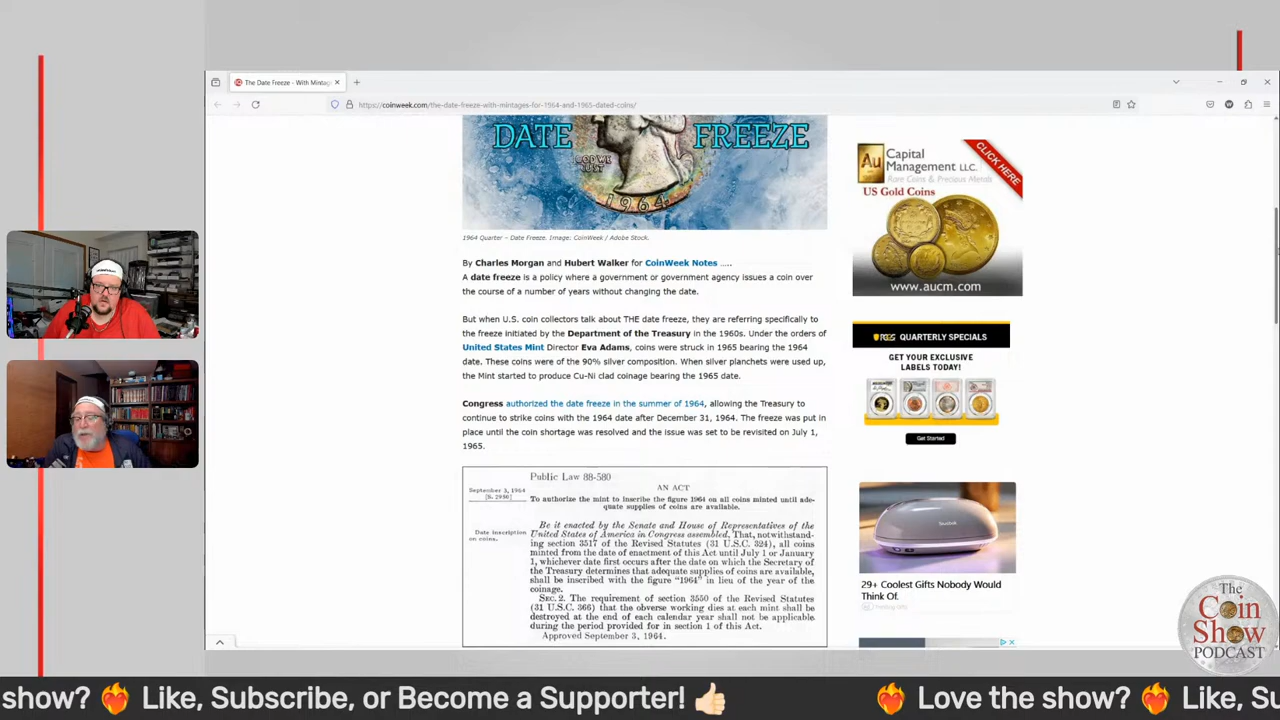 The Date Freeze - With Mintag
https://coinweek.com/the-date-freeze-with-mintages-for-1964-and-1965-dated-coins/
DATE FREEZE
GOD WE
TRUST
1964
1964 Quarter – Date Freeze. Image: CoinWeek / Adobe Stock.
By Charles Morgan and Hubert Walker for CoinWeek Notes .....
A date freeze is a policy where a government or government agency issues a coin over
the course of a number of years without changing the date.
But when U.S. coin collectors talk about THE date freeze, they are referring specifically to
the freeze initiated by the Department of the Treasury in the 1960s. Under the orders of
United States Mint Director Eva Adams, coins were struck in 1965 bearing the 1964
date. These coins were of the 90% silver composition. When silver planchets were used up,
the Mint started to produce Cu-Ni clad coinage bearing the 1965 date.
Congress authorized the date freeze in the summer of 1964, allowing the Treasury to
continue to strike coins with the 1964 date after December 31, 1964. The freeze was put in
place until the coin shortage was resolved and the issue was set to be revisited on July 1,
1965.
Public Law 88-580
September 3, 1964
[S. 2950]
AN ACT
To authorize the mint to inscribe the figure 1964 on all coins minted until ade-
quate supplies of coins are available.
Date inscription
on coins.
Be it enacted by the Senate and House of Representatives of the
United States of America in Congress assembled, That, notwithstand-
ing section 3517 of the Revised Statutes (31 U.S.C. 324), all coins
minted from the date of enactment of this Act until July 1 or January
1, whichever date first occurs after the date on which the Secretary of
the Treasury determines that adequate supplies of coins are available,
shall be inscribed with the figure "1964" in lieu of the year of the
coinage.
SEC. 2. The requirement of section 3550 of the Revised Statutes
(31 U.S.C. 366) that the obverse working dies at each mint shall be
destroyed at the end of each calendar year shall not be applicable
during the period provided for in section 1 of this Act.
Approved September 3, 1964.
Au Capital
Management LLC.
Rare Coins & Precious Metals
US Gold Coins
CLICK HERE
www.aucm.com
PCGS QUARTERLY SPECIALS
GET YOUR EXCLUSIVE
LABELS TODAY!
Get Started
29+ Coolest Gifts Nobody Would
Think Of.
The
Coin
Show
PODCAST
show? ❤️‍🔥 Like, Subscribe, or Become a Supporter! 👍🏻 ❤️‍🔥 Love the show? ❤️‍🔥 Like, Su